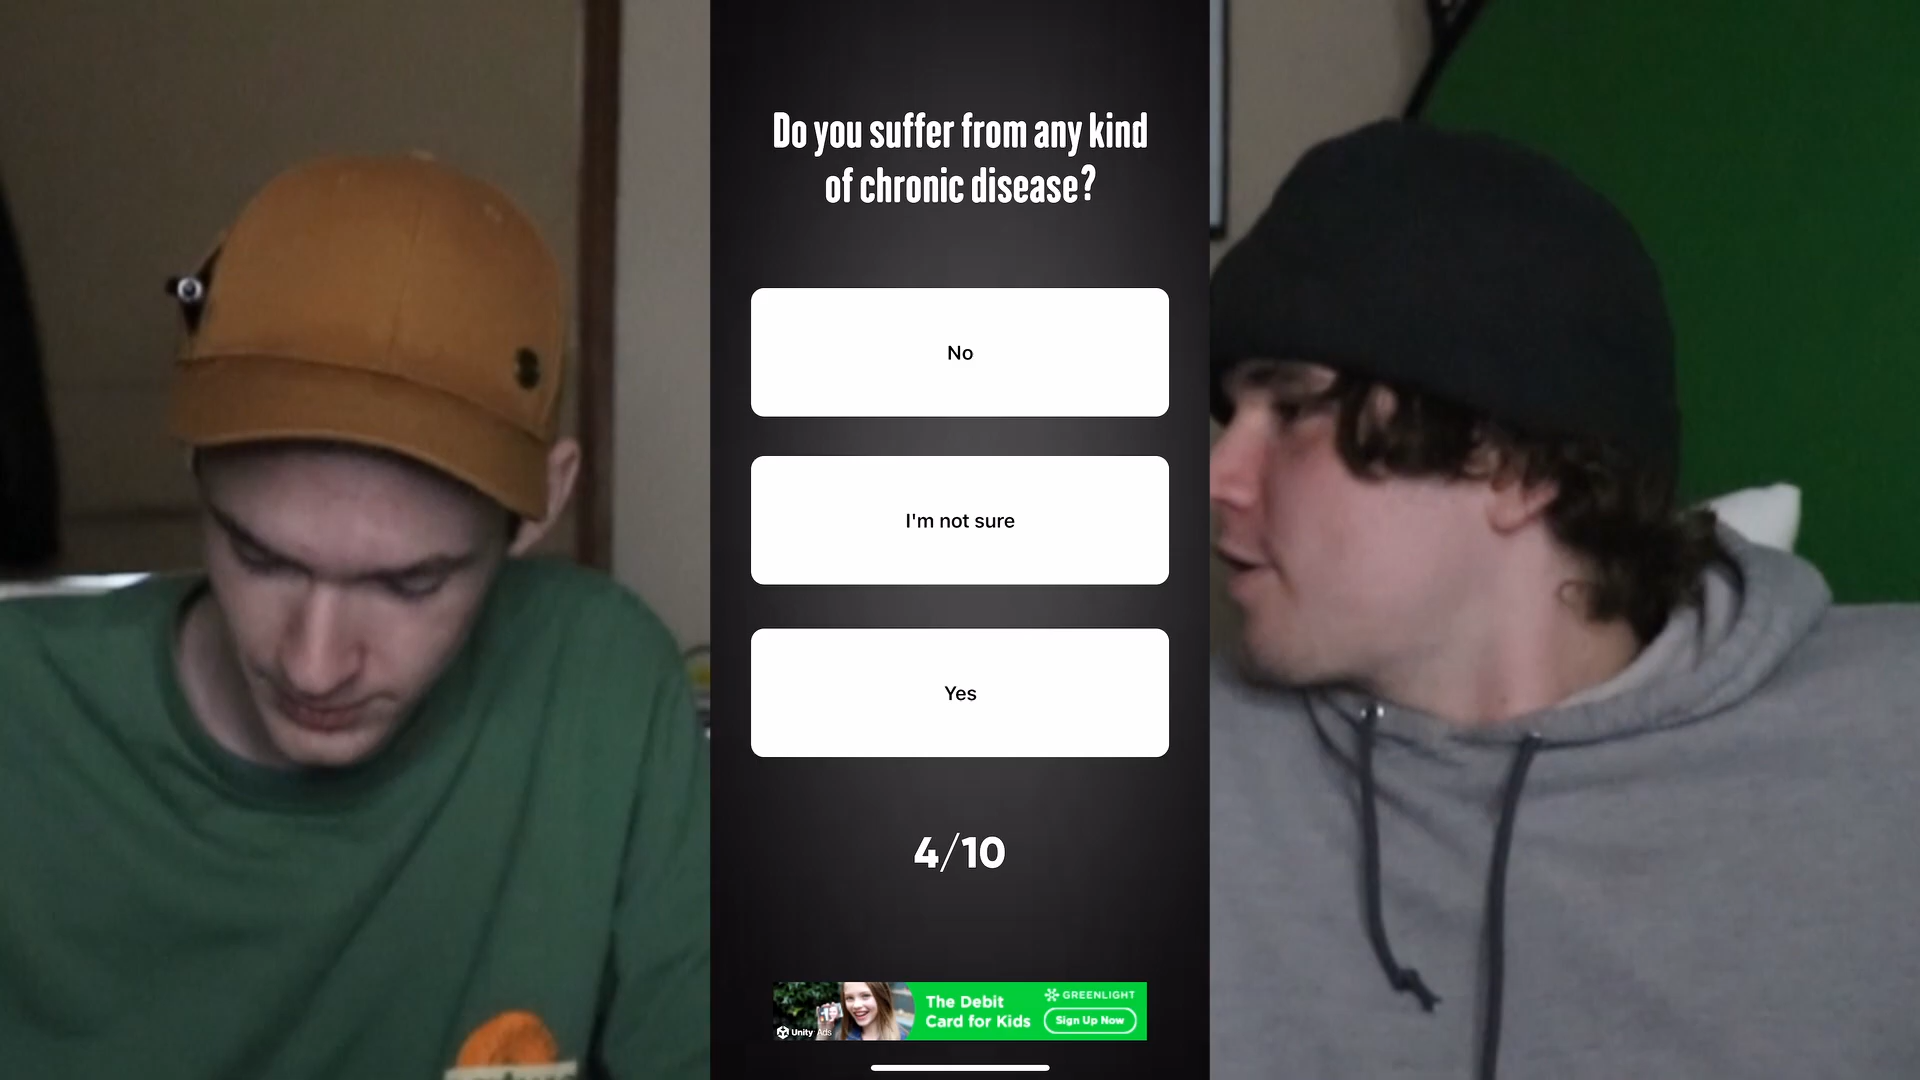 Do you suffer from any kind
of chronic disease?
No
I'm not sure
Yes
4/10
The Debit
Card for Kids
GREENLIGHT
Sign Up Now
Unity Ads